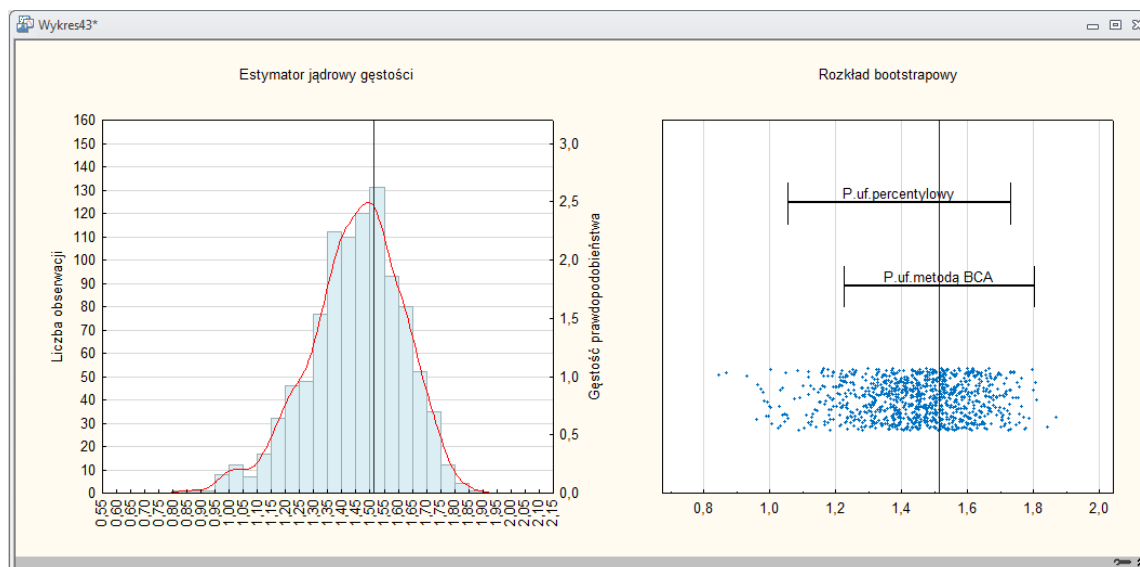 Wykres43*
Estymator jądrowy gęstości
Rozkład bootstrapowy
160
150
140
130
120
110
100
90
80
70
60
50
40
30
20
10
0
Liczba obserwacji
3,0
2,5
2,0
1,5
1,0
0,5
0,0
Gęstość prawdopodobieństwa
0,55 0,60 0,65 0,70 0,75 0,80 0,85 0,90 0,95 1,00 1,05 1,10 1,15 1,20 1,25 1,30 1,35 1,40 1,45 1,50 1,55 1,60 1,65 1,70 1,75 1,80 1,85 1,90 1,95 2,00 2,05 2,10 2,15
P.uf.percentylowy
P.uf.metodą BCA
0,8 1,0 1,2 1,4 1,6 1,8 2,0